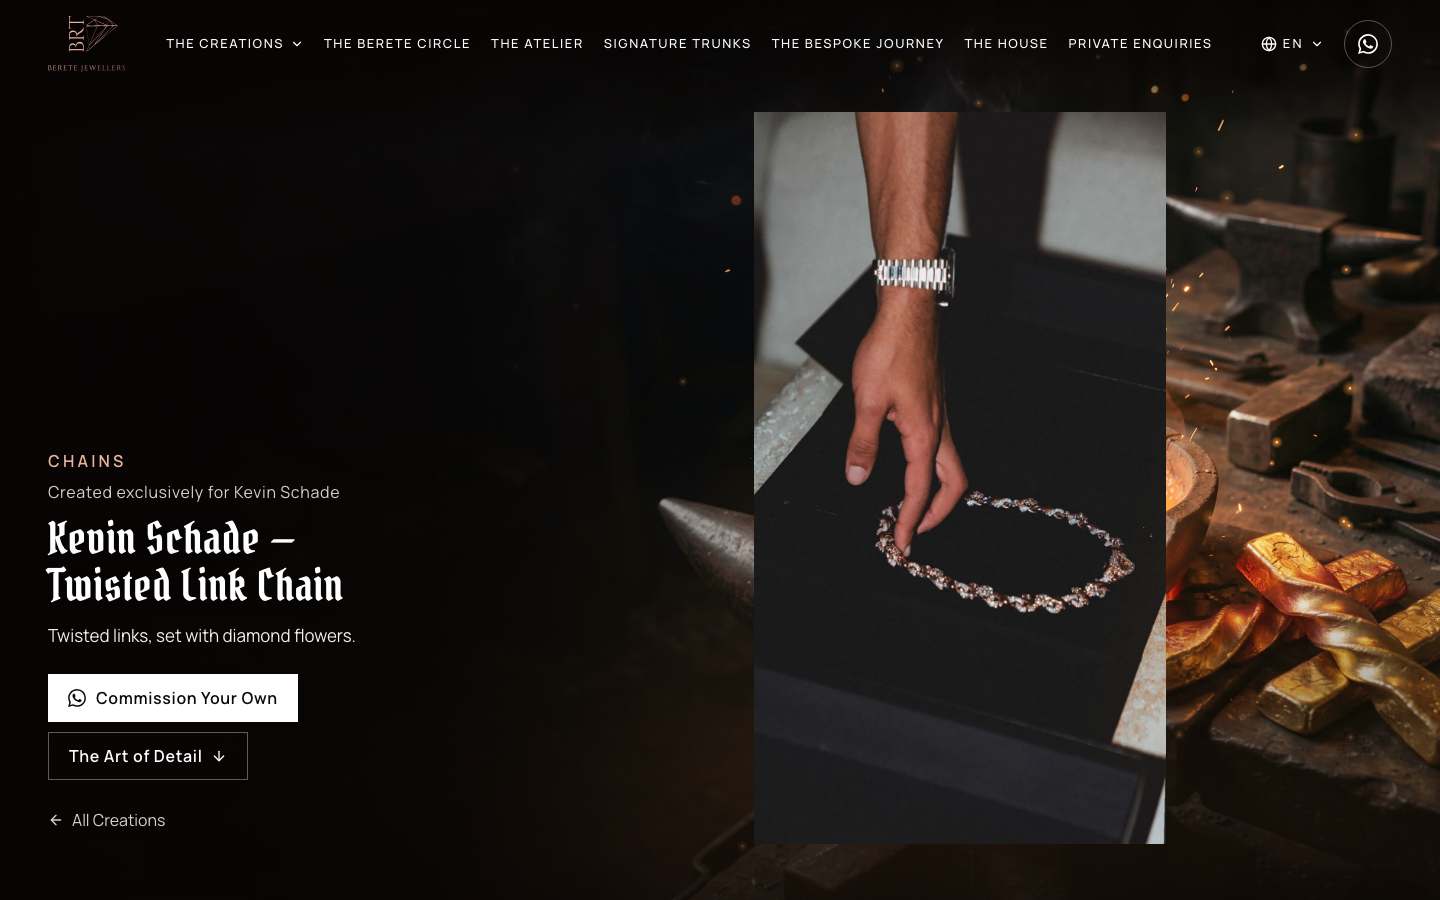 BRT
BERETE JEWELLERS
THE CREATIONS
THE BERETE CIRCLE
THE ATELIER
SIGNATURE TRUNKS
THE BESPOKE JOURNEY
THE HOUSE
PRIVATE ENQUIRIES
EN
CHAINS
Created exclusively for Kevin Schade
Kevin Schade –
Twisted Link Chain
Twisted links, set with diamond flowers.
Commission Your Own
The Art of Detail ↓
← All Creations